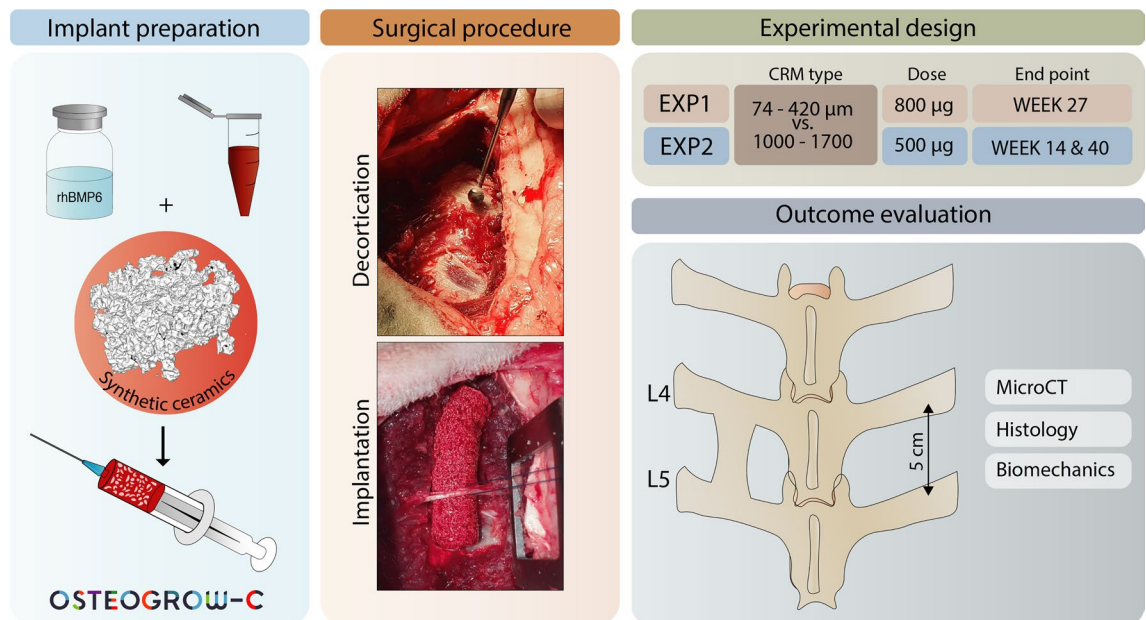 Implant preparation
rhBMP6
+
Synthetic ceramics
OSTEOGROW-C
Surgical procedure
Decortication
Implantation
Experimental design
CRM type
Dose
End point
EXP1
74 - 420 µm
vs.
1000 - 1700
800 µg
WEEK 27
EXP2
500 µg
WEEK 14 & 40
Outcome evaluation
L4
L5
5 cm
MicroCT
Histology
Biomechanics